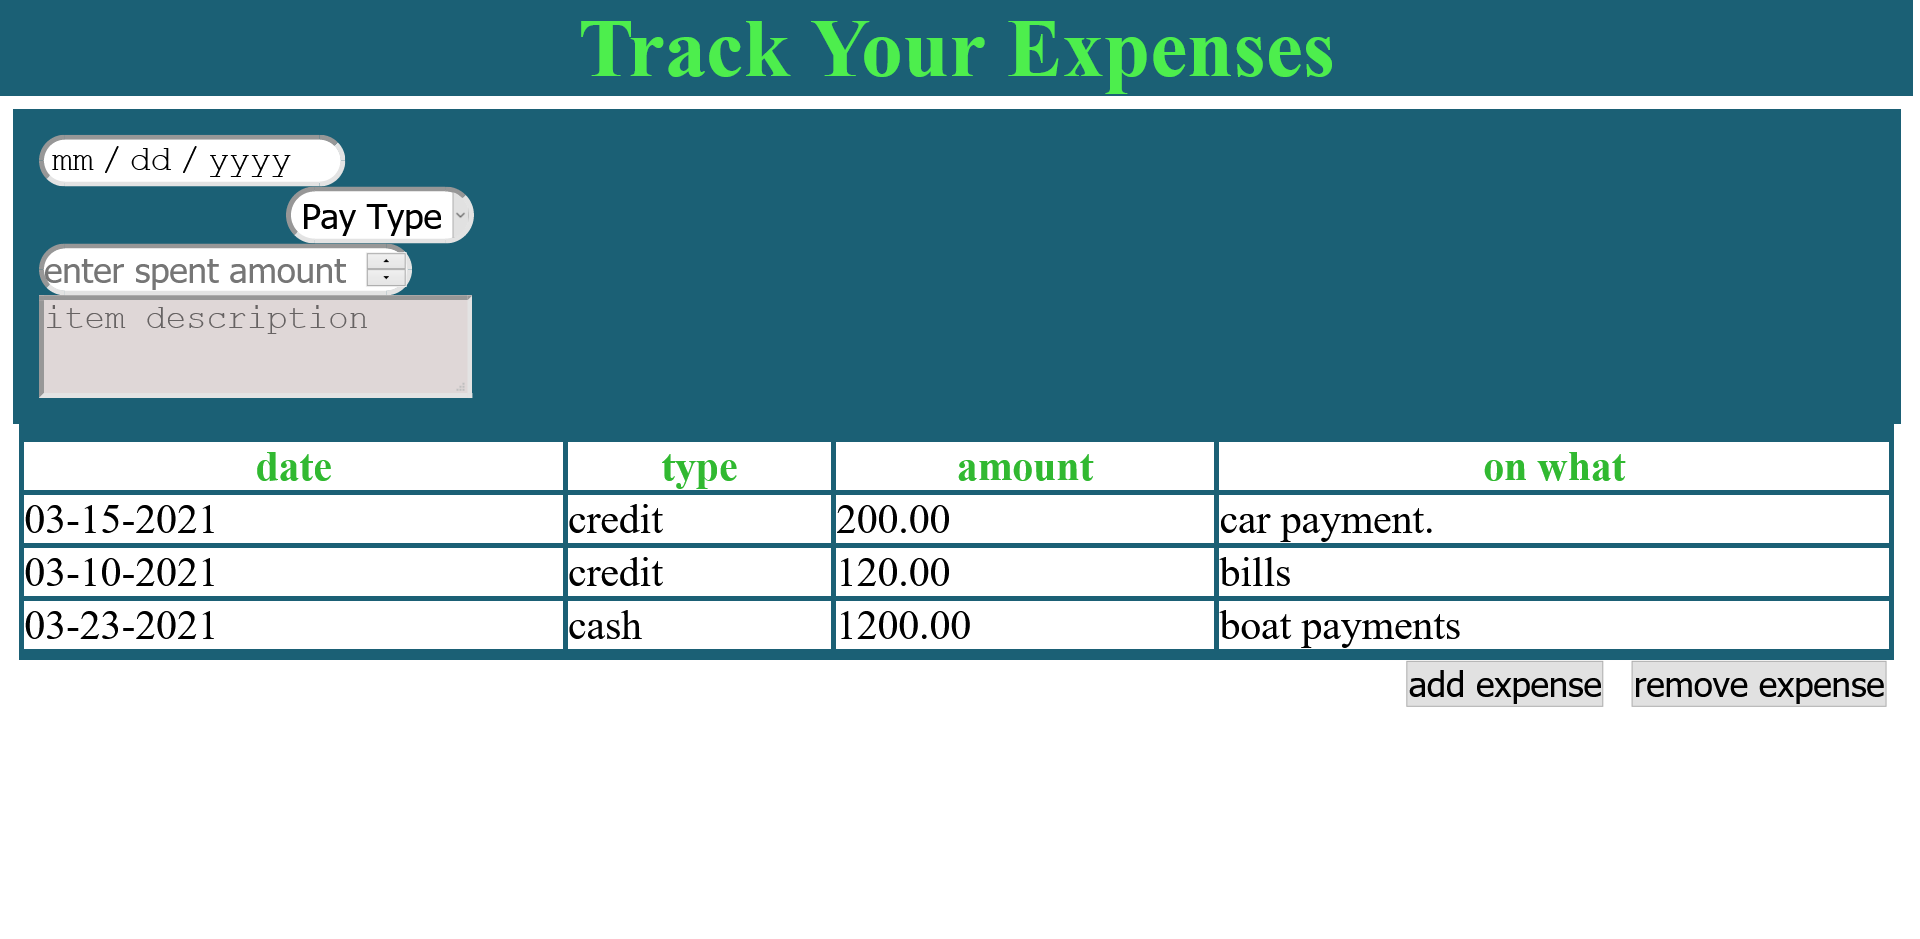 Track Your Expenses
mm / dd / yyyy
Pay Type
enter spent amount
item description
date type amount on what
03-15-2021 credit 200.00 car payment.
03-10-2021 credit 120.00 bills
03-23-2021 cash 1200.00 boat payments
add expense remove expense